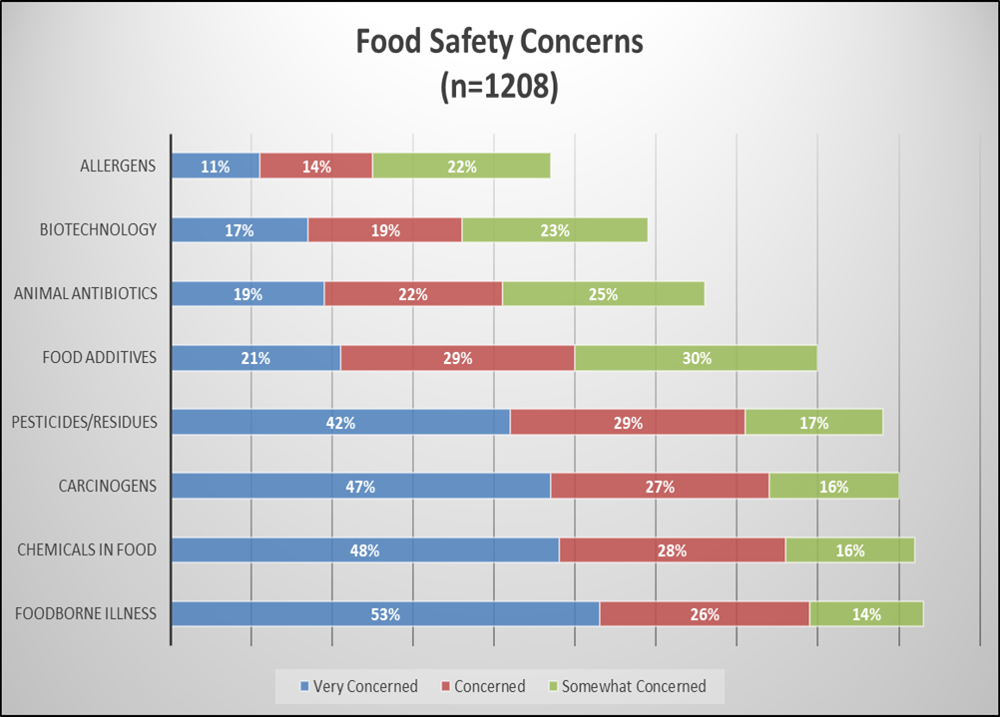 Food Safety Concerns
(n=1208)
ALLERGENS
11% 14% 22%
BIOTECHNOLOGY
17% 19% 23%
ANIMAL ANTIBIOTICS
19% 22% 25%
FOOD ADDITIVES
21% 29% 30%
PESTICIDES/RESIDUES
42% 29% 17%
CARCINOGENS
47% 27% 16%
CHEMICALS IN FOOD
48% 28% 16%
FOODBORNE ILLNESS
53% 26% 14%
Very Concerned Concerned Somewhat Concerned